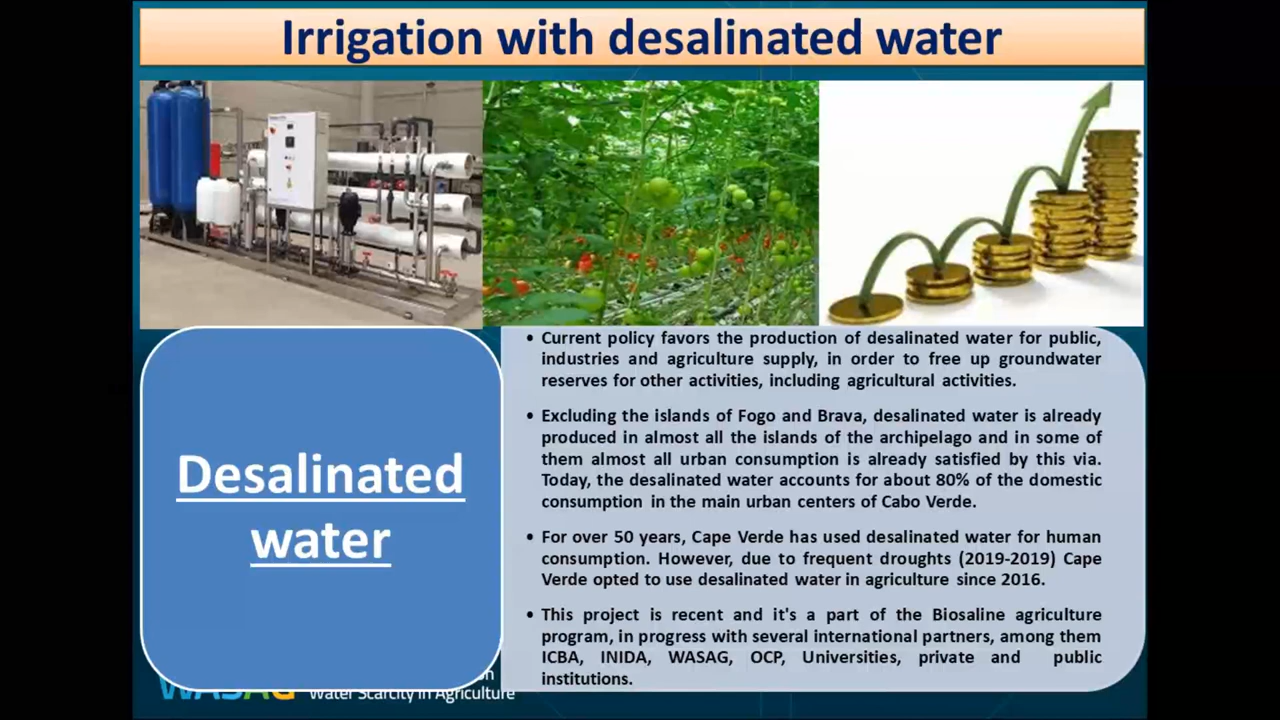 Irrigation with desalinated water
Desalinated
water
• Current policy favors the production of desalinated water for public,
industries and agriculture supply, in order to free up groundwater
reserves for other activities, including agricultural activities.
• Excluding the islands of Fogo and Brava, desalinated water is already
produced in almost all the islands of the archipelago and in some of
them almost all urban consumption is already satisfied by this via.
Today, the desalinated water accounts for about 80% of the domestic
consumption in the main urban centers of Cabo Verde.
• For over 50 years, Cape Verde has used desalinated water for human
consumption. However, due to frequent droughts (2019-2019) Cape
Verde opted to use desalinated water in agriculture since 2016.
• This project is recent and it's a part of the Biosaline agriculture
program, in progress with several international partners, among them
ICBA, INIDA, WASAG, OCP, Universities, private and public
institutions.
WASAG
Water Scarcity in Agriculture